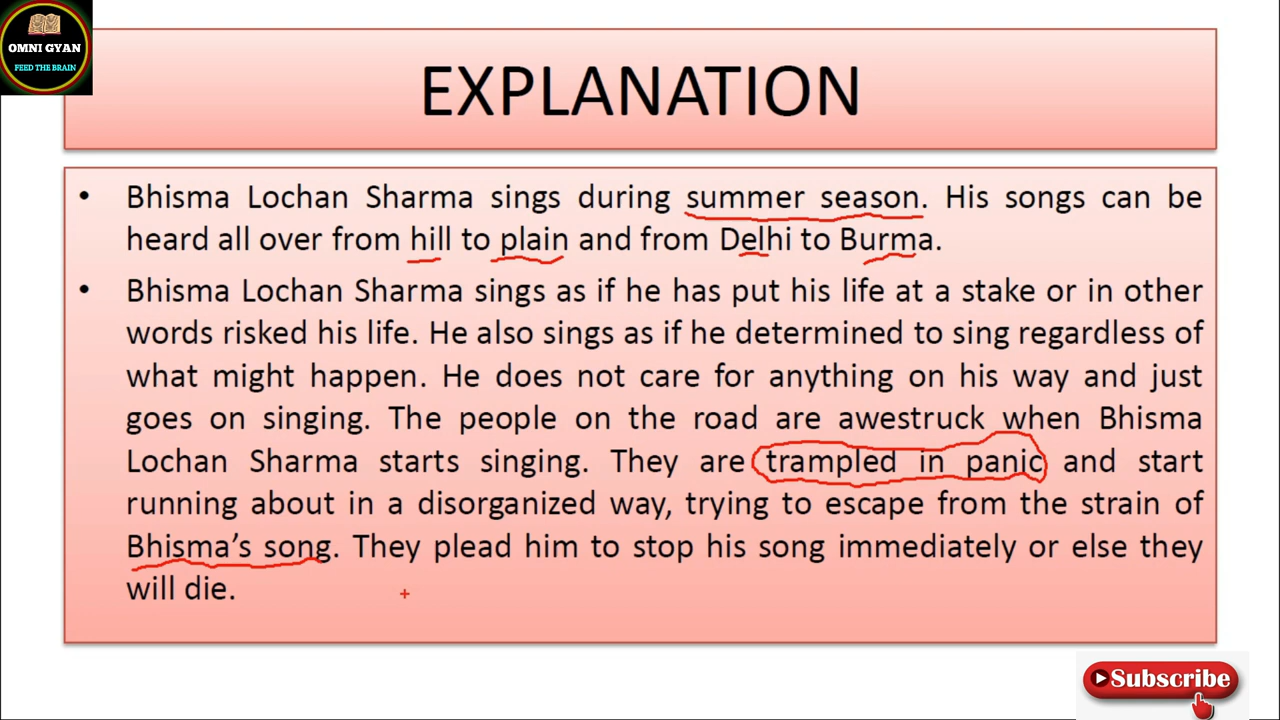 OMNI GYAN
FEED THE BRAIN
EXPLANATION
• Bhisma Lochan Sharma sings during summer season. His songs can be
heard all over from hill to plain and from Delhi to Burma.
• Bhisma Lochan Sharma sings as if he has put his life at a stake or in other
words risked his life. He also sings as if he determined to sing regardless of
what might happen. He does not care for anything on his way and just
goes on singing. The people on the road are awestruck when Bhisma
Lochan Sharma starts singing. They are trampled in panic and start
running about in a disorganized way, trying to escape from the strain of
Bhisma's song. They plead him to stop his song immediately or else they
will die.
Subscribe